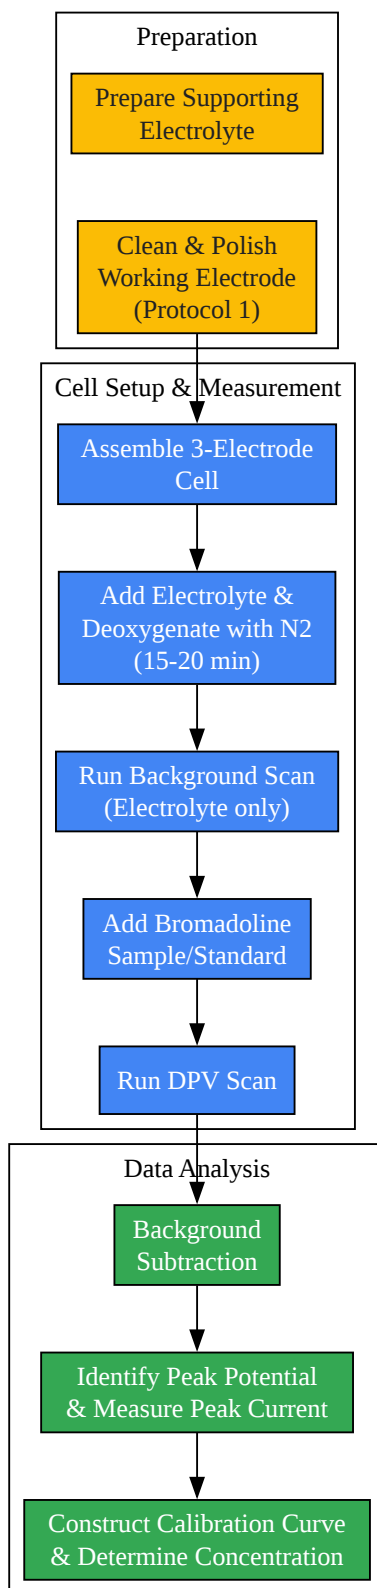 Preparation
Prepare Supporting
Electrolyte
Clean & Polish
Working Electrode
(Protocol 1)
Cell Setup & Measurement
Assemble 3-Electrode
Cell
Add Electrolyte &
Deoxygenate with N2
(15-20 min)
Run Background Scan
(Electrolyte only)
Add Bromadoline
Sample/Standard
Run DPV Scan
Data Analysis
Background
Subtraction
Identify Peak Potential
& Measure Peak Current
Construct Calibration Curve
& Determine Concentration